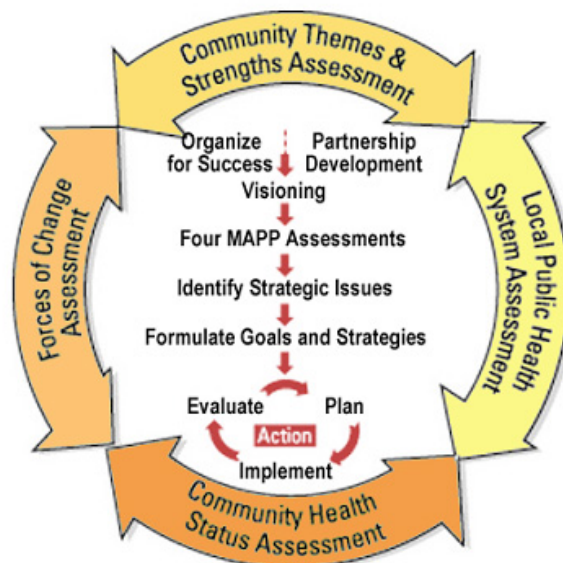 Community Themes &
Strengths Assessment
Organize
for Success
Partnership
Development
Visioning
Four MAPP Assessments
Identify Strategic Issues
Formulate Goals and Strategies
Evaluate
Plan
Action
Implement
Forces of Change
Assessment
Local Public Health
System Assessment
Community Health
Status Assessment